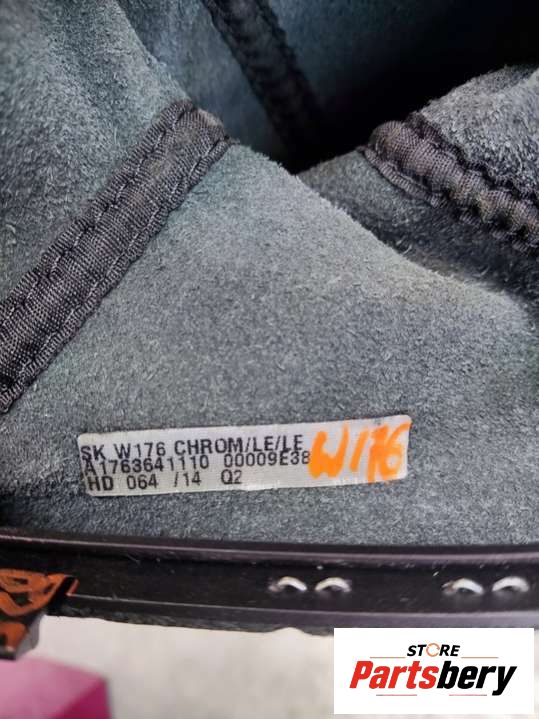 SK W176 CHROM/LE/LE
A1763641110 00009E38
HD 064 /14 Q2
W176
STORE
Partsbery